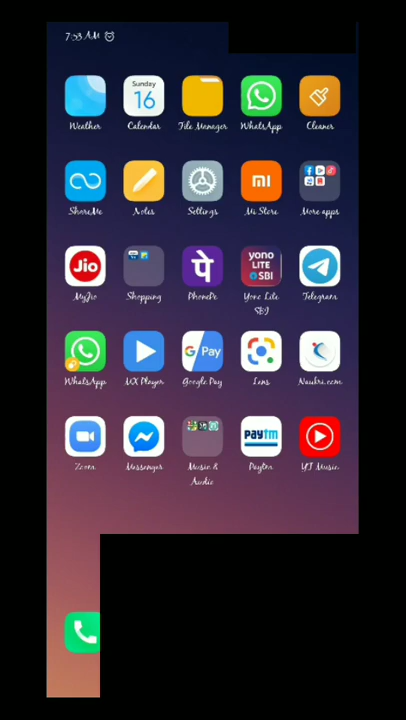 7:53 AM
Sunday
16
Weather Calendar File Manager WhatsApp Cleaner
mi
ShareMe Notes Settings Mi Store More apps
Jio
पे
yono
LITE
SBI
MyJio Shopping PhonePe Yono Lite Telegram
SBI
G Pay
WhatsApp MX Player Google Pay Lens Naukri.com
paytm
Zoom Messenger Music & Paytm YT Music
Audio